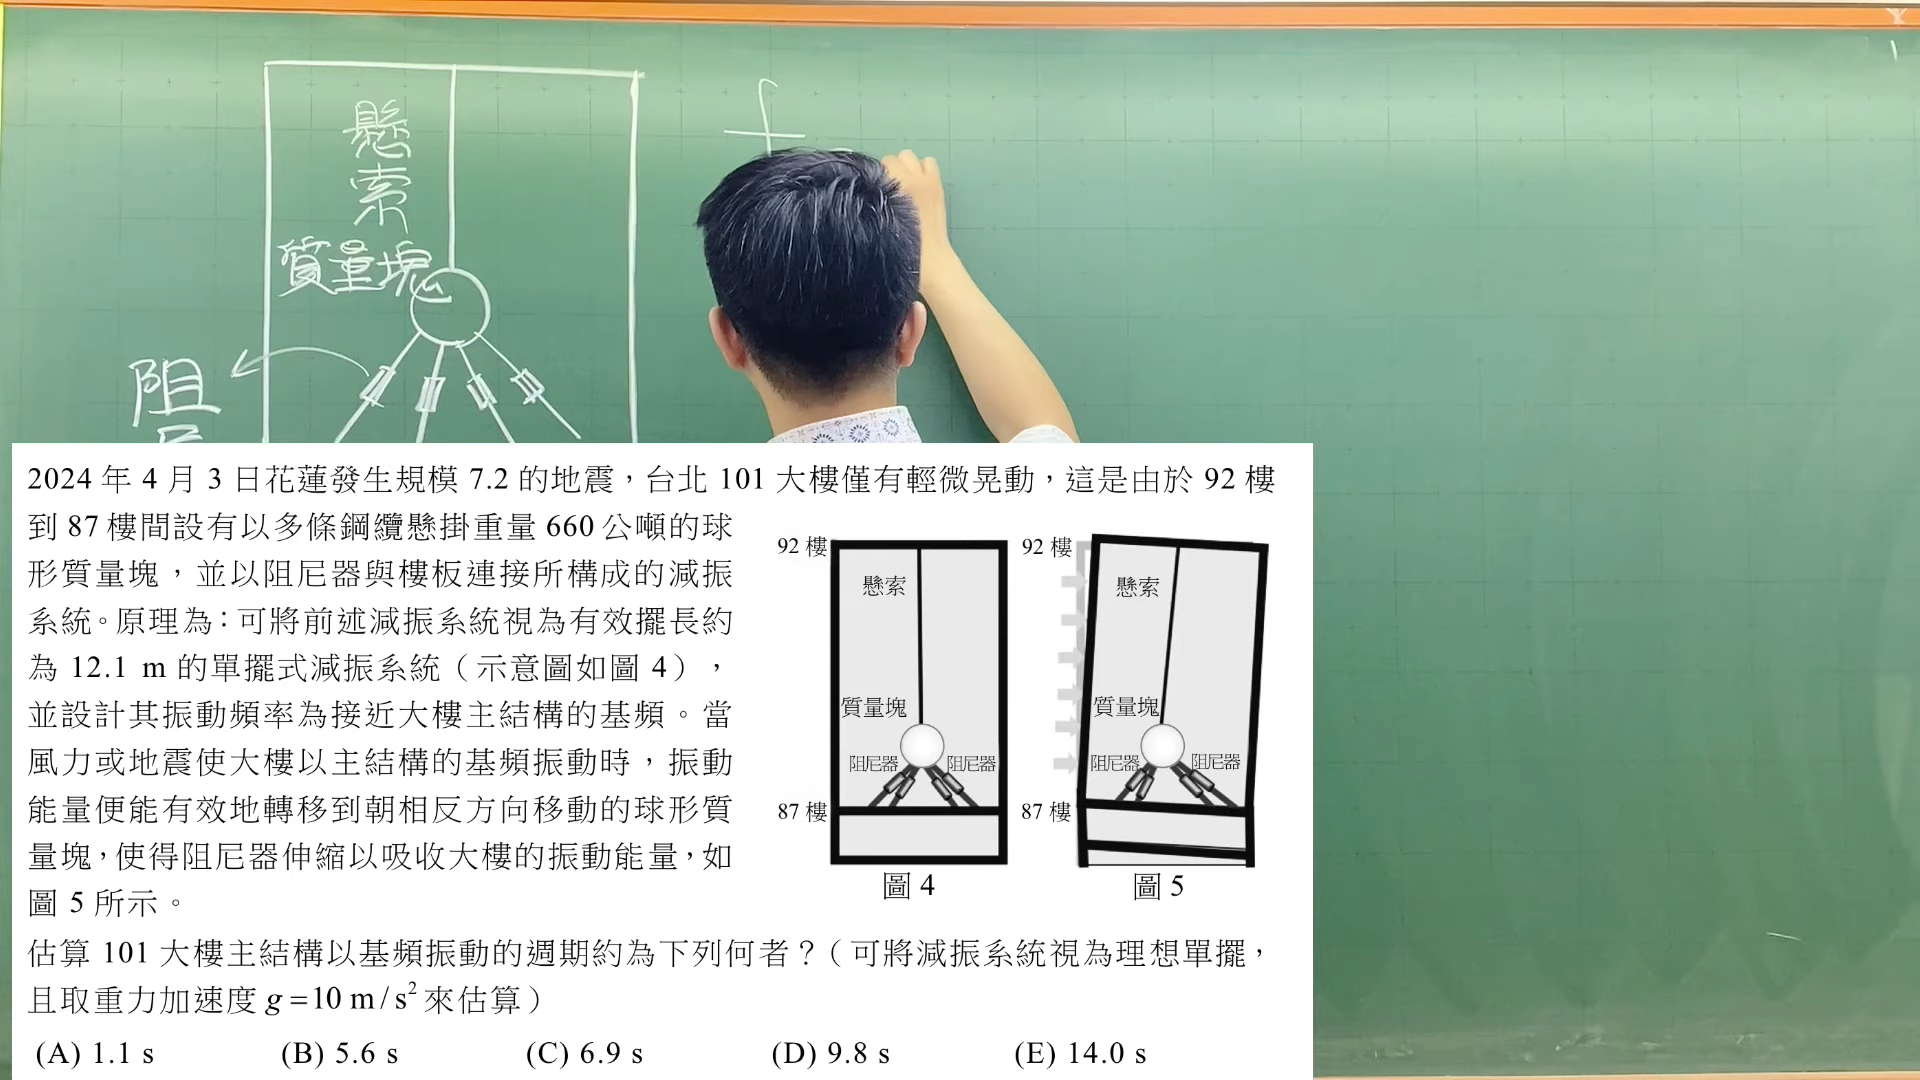 懸
索
質量塊
阻
f
2024 年 4 月 3 日花蓮發生規模 7.2 的地震，台北 101 大樓僅有輕微晃動，這是由於 92 樓
到 87 樓間設有以多條鋼纜懸掛重量 660 公噸的球
形質量塊，並以阻尼器與樓板連接所構成的減振
系統。原理為：可將前述減振系統視為有效擺長約
為 12.1 m 的單擺式減振系統（示意圖如圖 4），
並設計其振動頻率為接近大樓主結構的基頻。當
風力或地震使大樓以主結構的基頻振動時，振動
能量便能有效地轉移到朝相反方向移動的球形質
量塊，使得阻尼器伸縮以吸收大樓的振動能量，如
圖 5 所示。
92 樓
懸索
質量塊
阻尼器 阻尼器
87 樓
圖 4
92 樓
懸索
質量塊
阻尼器 阻尼器
87 樓
圖 5
估算 101 大樓主結構以基頻振動的週期約為下列何者？（可將減振系統視為理想單擺，
且取重力加速度 g = 10 m / s² 來估算）
(A) 1.1 s (B) 5.6 s (C) 6.9 s (D) 9.8 s (E) 14.0 s